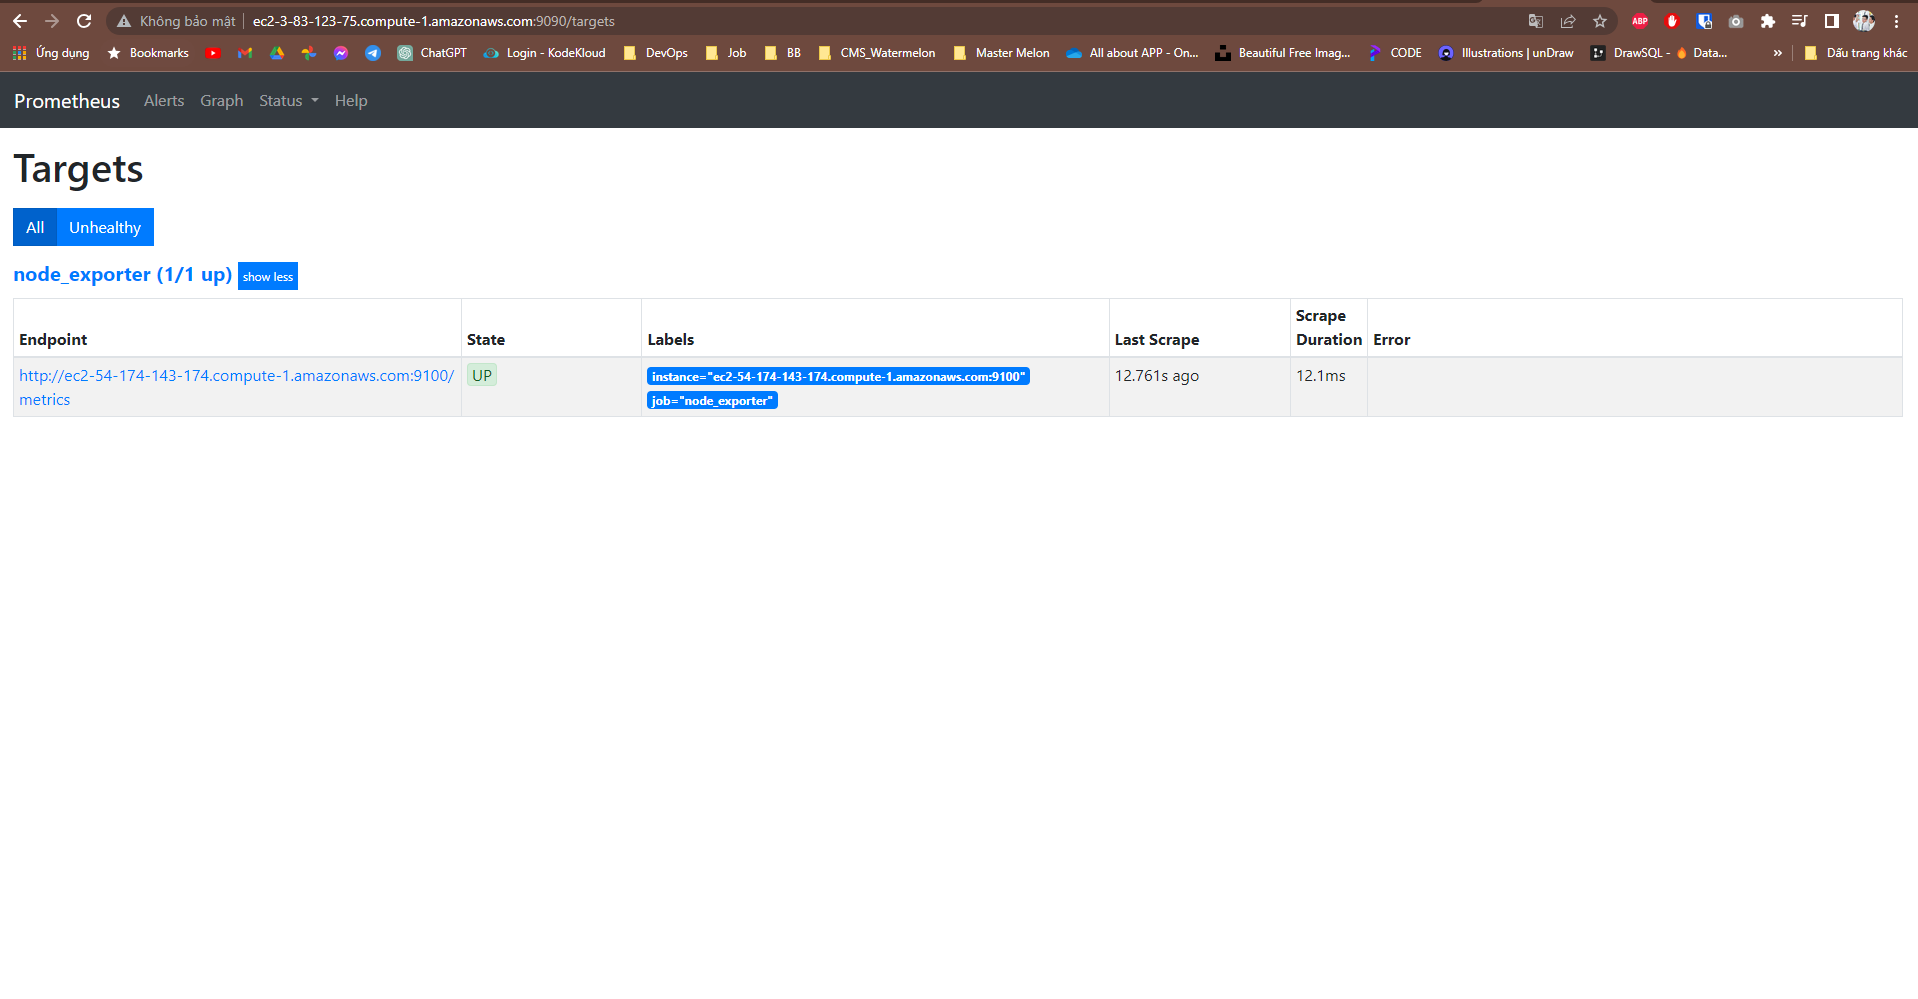 Không bảo mật ec2-3-83-123-75.compute-1.amazonaws.com:9090/targets
ABP
Ứng dụng Bookmarks ChatGPT Login - KodeKloud DevOps Job BB CMS_Watermelon Master Melon All about APP - On... Beautiful Free Imag... CODE Illustrations | unDraw DrawSQL - Data... » Dấu trang khác
Prometheus Alerts Graph Status Help
Targets
All Unhealthy
node_exporter (1/1 up) show less
Endpoint State Labels Last Scrape Scrape Duration Error
http://ec2-54-174-143-174.compute-1.amazonaws.com:9100/ UP instance="ec2-54-174-143-174.compute-1.amazonaws.com:9100" 12.761s ago 12.1ms
metrics job="node_exporter"